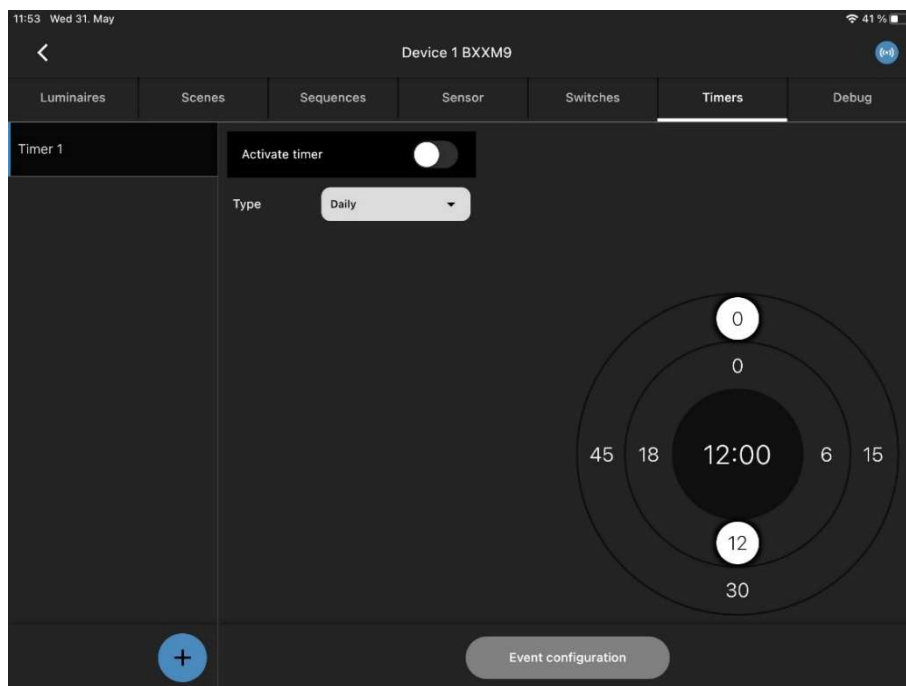 11:53 Wed 31. May 41 %
Device 1 BXXM9
Luminaires Scenes Sequences Sensor Switches Timers Debug
Timer 1
Activate timer
Type Daily
0
0
45 18 12:00 6 15
12
30
+
Event configuration